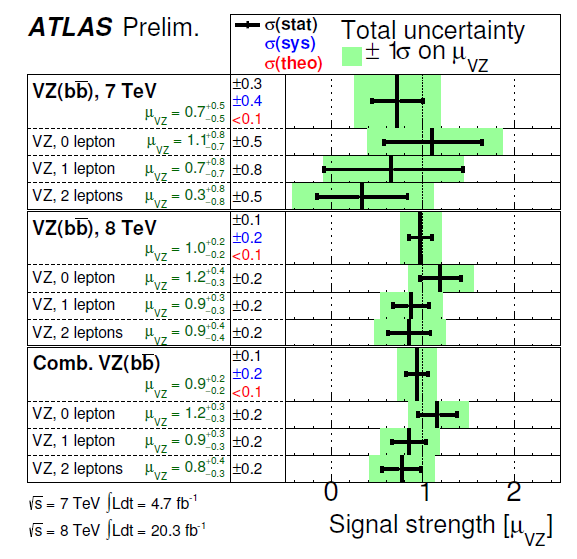 ATLAS Prelim.
σ(stat)
σ(sys)
σ(theo)
Total uncertainty
± 1σ on μVZ
VZ(bb̅), 7 TeV
μVZ = 0.7 +0.5 -0.5
±0.3
±0.4
<0.1
VZ, 0 lepton μVZ = 1.1 +0.8 -0.7 ±0.5
VZ, 1 lepton μVZ = 0.7 +0.8 -0.7 ±0.8
VZ, 2 leptons μVZ = 0.3 +0.8 -0.8 ±0.5
VZ(bb̅), 8 TeV
μVZ = 1.0 +0.2 -0.2
±0.1
±0.2
<0.1
VZ, 0 lepton μVZ = 1.2 +0.4 -0.3 ±0.2
VZ, 1 lepton μVZ = 0.9 +0.3 -0.3 ±0.2
VZ, 2 leptons μVZ = 0.9 +0.4 -0.4 ±0.2
Comb. VZ(bb̅)
μVZ = 0.9 +0.2 -0.2
±0.1
±0.2
<0.1
VZ, 0 lepton μVZ = 1.2 +0.3 -0.3 ±0.2
VZ, 1 lepton μVZ = 0.9 +0.3 -0.3 ±0.2
VZ, 2 leptons μVZ = 0.8 +0.4 -0.3 ±0.2
0 1 2
√s = 7 TeV ∫Ldt = 4.7 fb-1
√s = 8 TeV ∫Ldt = 20.3 fb-1
Signal strength [μVZ]